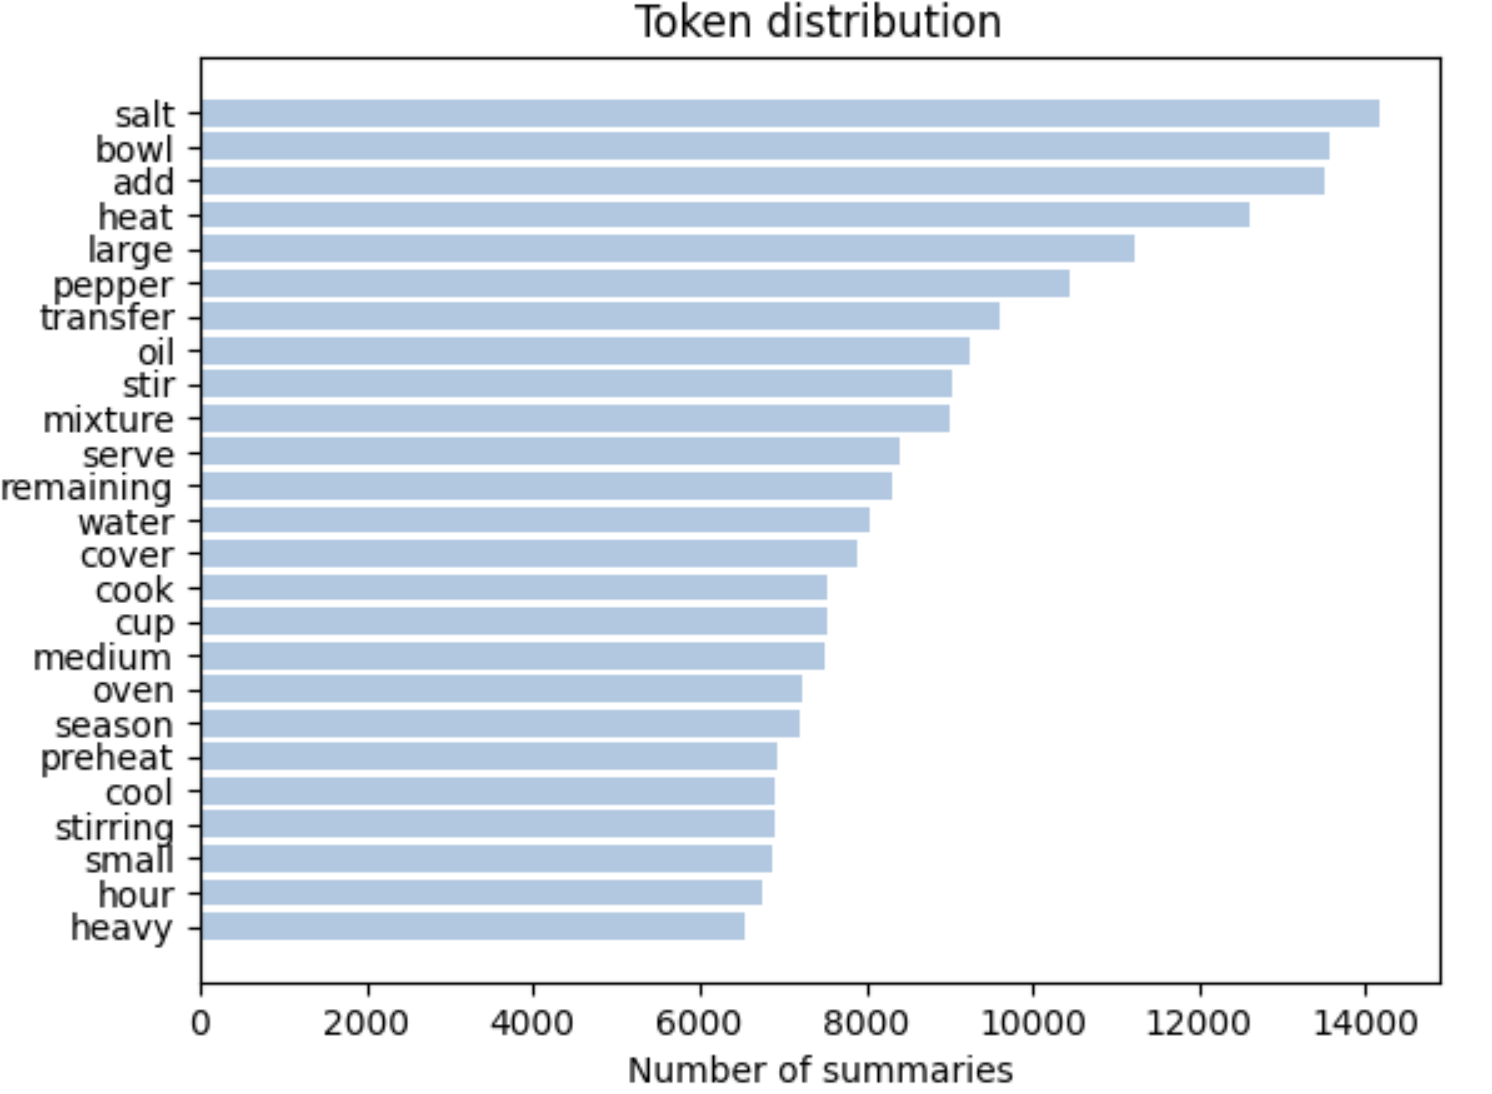 Token distribution
salt
bowl
add
heat
large
pepper
transfer
oil
stir
mixture
serve
remaining
water
cover
cook
cup
medium
oven
season
preheat
cool
stirring
small
hour
heavy
0 2000 4000 6000 8000 10000 12000 14000
Number of summaries